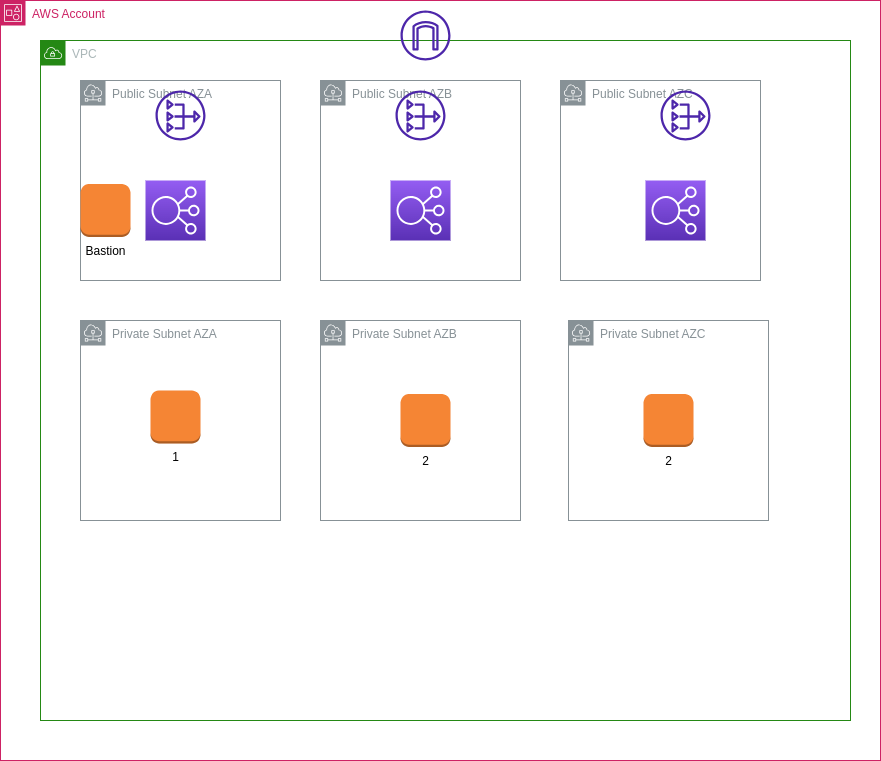 AWS Account
VPC
Public Subnet AZA
Public Subnet AZB
Public Subnet AZC
Bastion
Private Subnet AZA
Private Subnet AZB
Private Subnet AZC
1
2
2